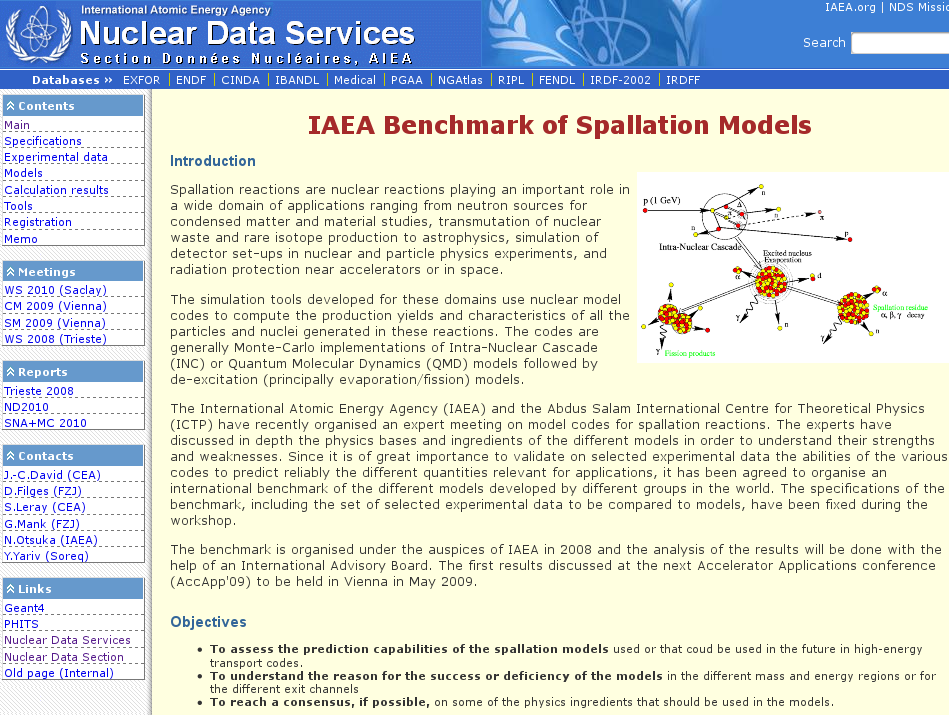 International Atomic Energy Agency
Nuclear Data Services
Section Données Nucléaires, AIEA
IAEA.org | NDS Missio
Search
Databases » EXFOR | ENDF | CINDA | IBANDL | Medical | PGAA | NGAtlas | RIPL | FENDL | IRDF-2002 | IRDFF
Contents
Main
Specifications
Experimental data
Models
Calculation results
Tools
Registration
Memo
Meetings
WS 2010 (Saclay)
CM 2009 (Vienna)
SM 2009 (Vienna)
WS 2008 (Trieste)
Reports
Trieste 2008
ND2010
SNA+MC 2010
Contacts
J.-C.David (CEA)
D.Filges (FZJ)
S.Leray (CEA)
G.Mank (FZJ)
N.Otsuka (IAEA)
Y.Yariv (Soreq)
Links
Geant4
PHITS
Nuclear Data Services
Nuclear Data Section
Old page (Internal)
IAEA Benchmark of Spallation Models
Introduction
Spallation reactions are nuclear reactions playing an important role in
a wide domain of applications ranging from neutron sources for
condensed matter and material studies, transmutation of nuclear
waste and rare isotope production to astrophysics, simulation of
detector set-ups in nuclear and particle physics experiments, and
radiation protection near accelerators or in space.
The simulation tools developed for these domains use nuclear model
codes to compute the production yields and characteristics of all the
particles and nuclei generated in these reactions. The codes are
generally Monte-Carlo implementations of Intra-Nuclear Cascade
(INC) or Quantum Molecular Dynamics (QMD) models followed by
de-excitation (principally evaporation/fission) models.
p (1 GeV)
n
Δ
n
π
n
p
Intra-Nuclear Cascade
Excited nucleus
Evaporation
α
d
α
Spallation residue
α, β, γ decay
γ
n
n
γ
γ
Fission products
The International Atomic Energy Agency (IAEA) and the Abdus Salam International Centre for Theoretical Physics
(ICTP) have recently organised an expert meeting on model codes for spallation reactions. The experts have
discussed in depth the physics bases and ingredients of the different models in order to understand their strengths
and weaknesses. Since it is of great importance to validate on selected experimental data the abilities of the various
codes to predict reliably the different quantities relevant for applications, it has been agreed to organise an
international benchmark of the different models developed by different groups in the world. The specifications of the
benchmark, including the set of selected experimental data to be compared to models, have been fixed during the
workshop.
The benchmark is organised under the auspices of IAEA in 2008 and the analysis of the results will be done with the
help of an International Advisory Board. The first results discussed at the next Accelerator Applications conference
(AccApp'09) to be held in Vienna in May 2009.
Objectives
• To assess the prediction capabilities of the spallation models used or that coud be used in the future in high-energy
transport codes.
• To understand the reason for the success or deficiency of the models in the different mass and energy regions or for
the different exit channels
• To reach a consensus, if possible, on some of the physics ingredients that should be used in the models.